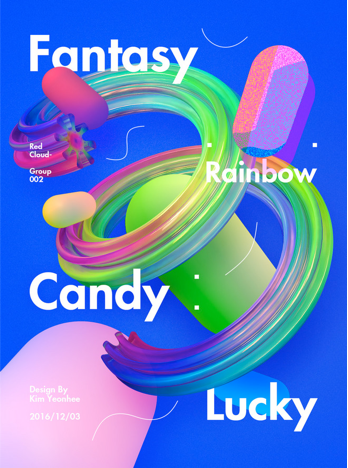 Fantasy
Red
Cloud-
Group
002
Rainbow
Candy
Design By
Kim Yeonhee
2016/12/03
Lucky